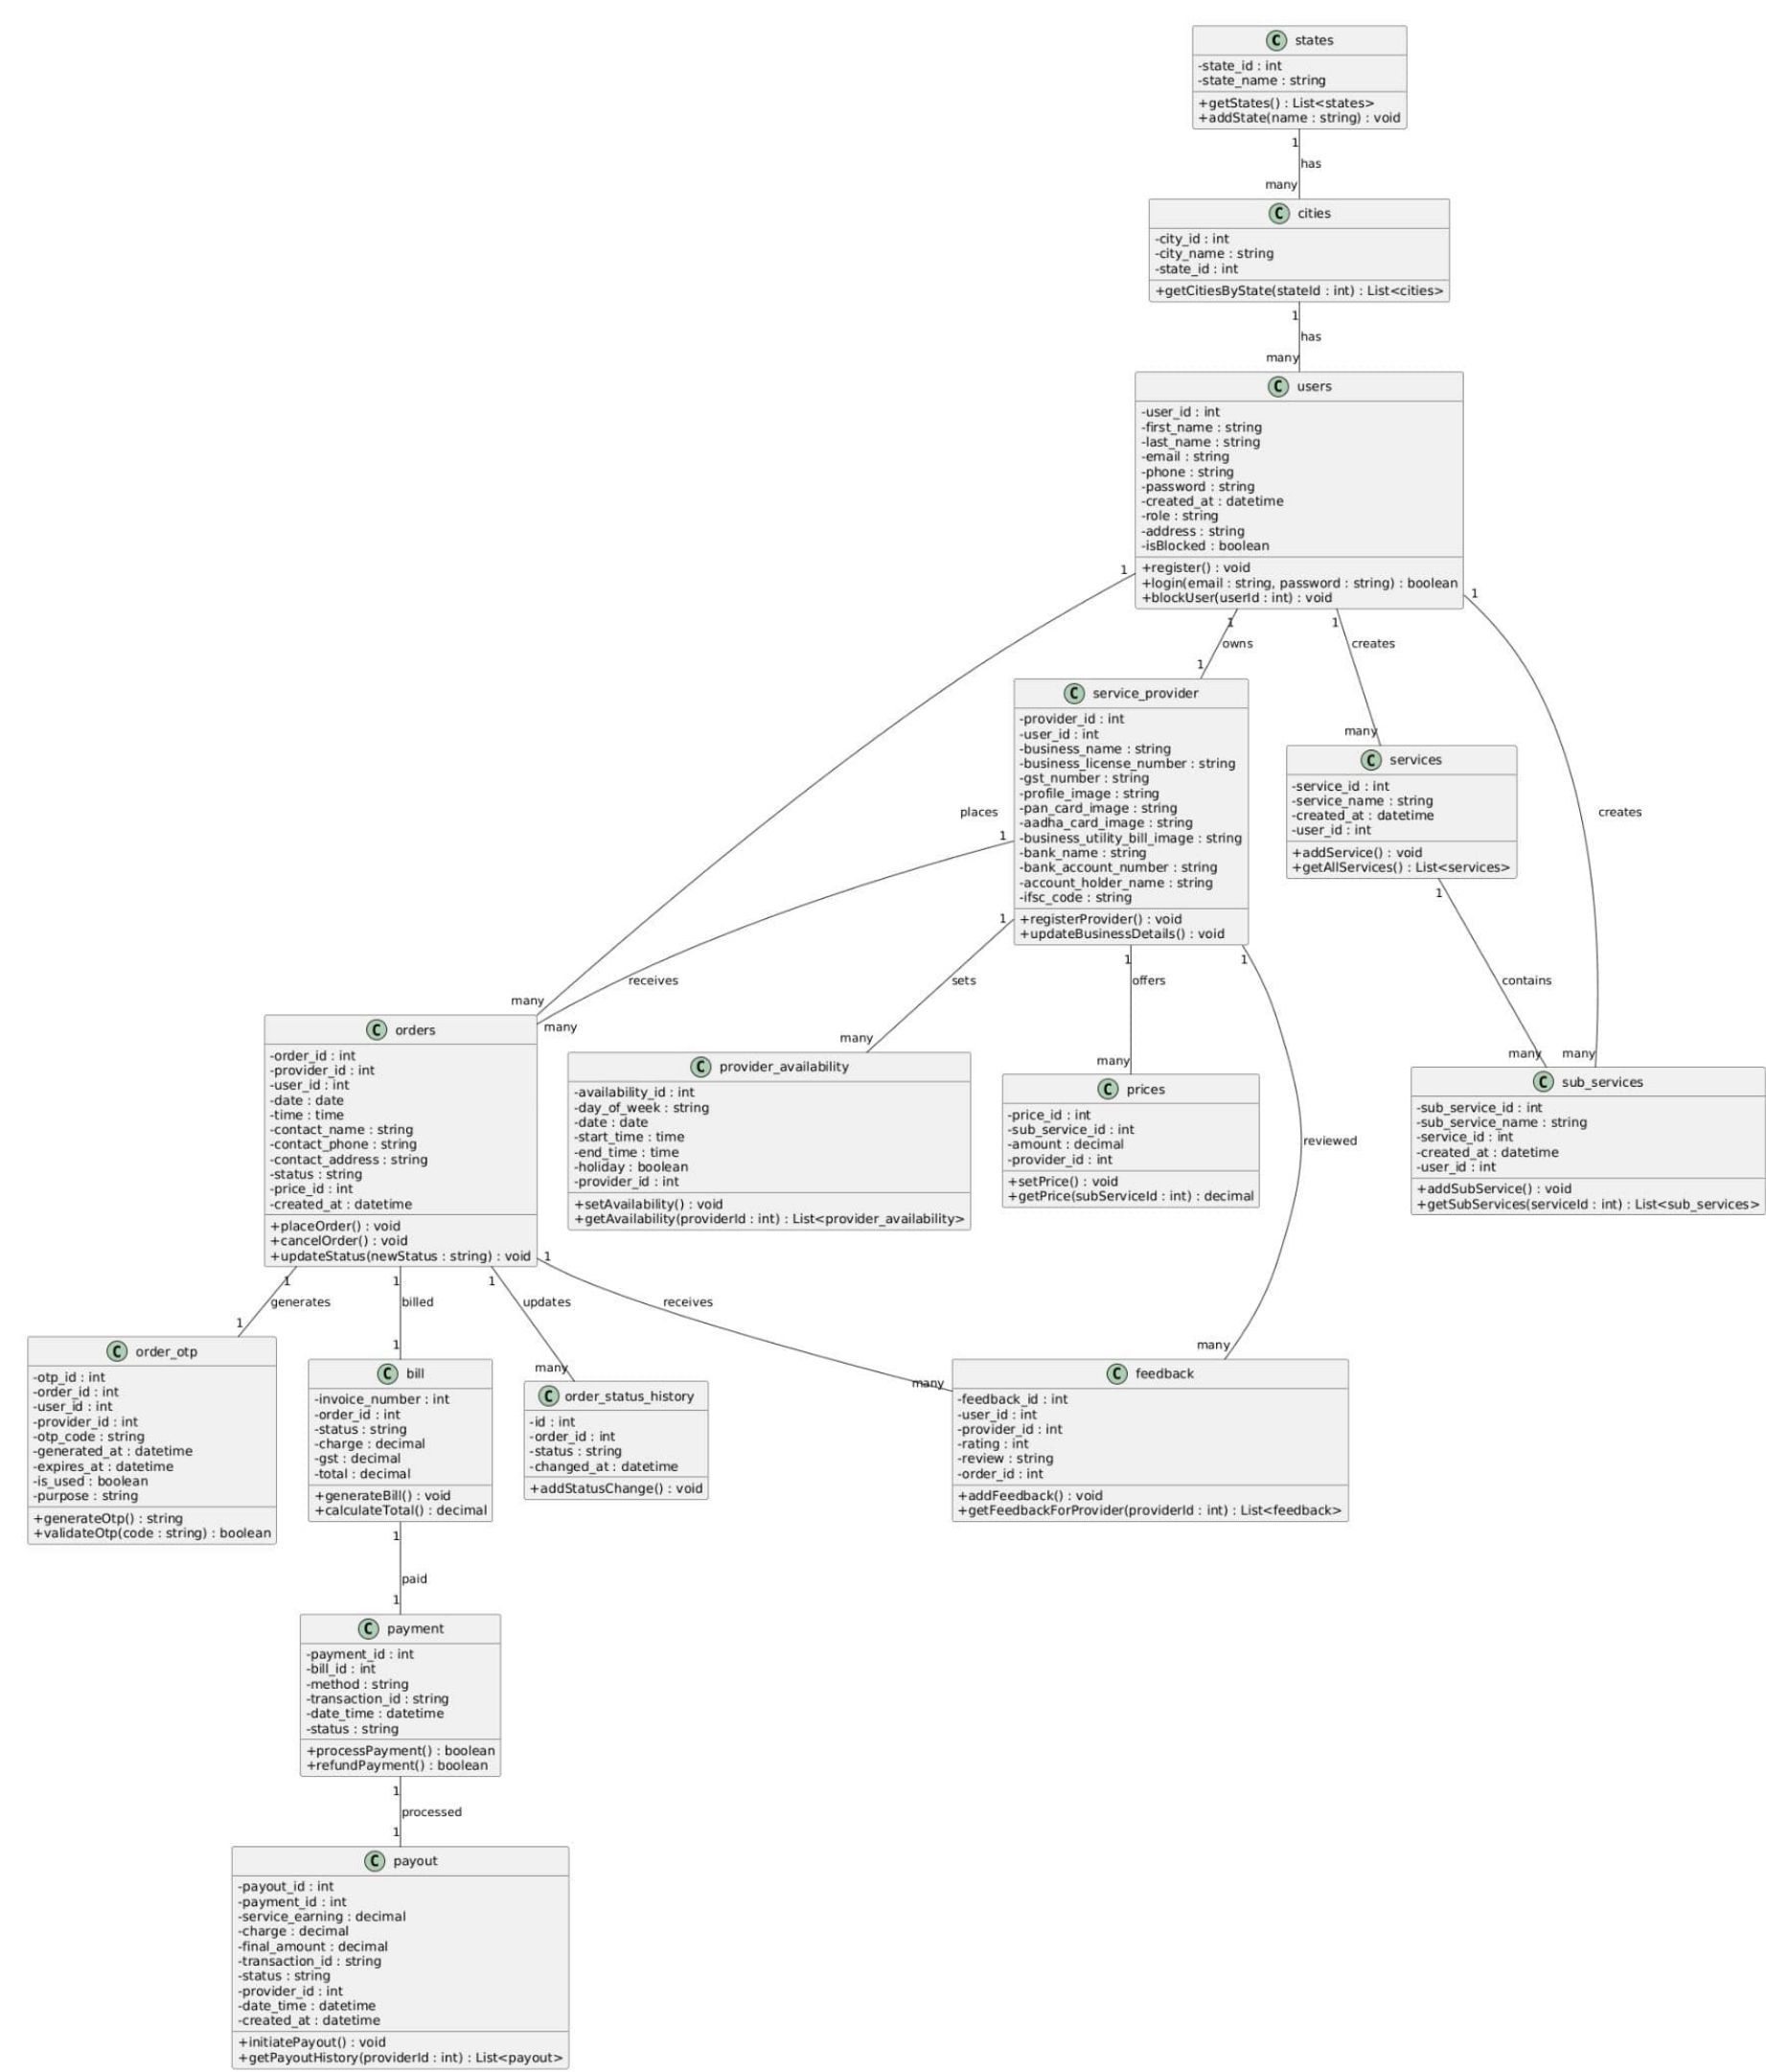 C states
-state_id : int
-state_name : string
+getStates() : List<states>
+addState(name : string) : void
1
has
many
C cities
-city_id : int
-city_name : string
-state_id : int
+getCitiesByState(stateId : int) : List<cities>
1
has
many
C users
-user_id : int
-first_name : string
-last_name : string
-email : string
-phone : string
-password : string
-created_at : datetime
-role : string
-address : string
-isBlocked : boolean
+register() : void
+login(email : string, password : string) : boolean
+blockUser(userId : int) : void
1
places
many
1
owns
1
1
creates
many
1
creates
many
C service_provider
-provider_id : int
-user_id : int
-business_name : string
-business_license_number : string
-gst_number : string
-profile_image : string
-pan_card_image : string
-aadha_card_image : string
-business_utility_bill_image : string
-bank_name : string
-bank_account_number : string
-account_holder_name : string
-ifsc_code : string
+registerProvider() : void
+updateBusinessDetails() : void
C services
-service_id : int
-service_name : string
-created_at : datetime
-user_id : int
+addService() : void
+getAllServices() : List<services>
1
receives
many
1
sets
many
1
offers
many
1
reviewed
many
1
contains
many
C orders
-order_id : int
-provider_id : int
-user_id : int
-date : date
-time : time
-contact_name : string
-contact_phone : string
-contact_address : string
-status : string
-price_id : int
-created_at : datetime
+placeOrder() : void
+cancelOrder() : void
+updateStatus(newStatus : string) : void
C provider_availability
-availability_id : int
-day_of_week : string
-date : date
-start_time : time
-end_time : time
-holiday : boolean
-provider_id : int
+setAvailability() : void
+getAvailability(providerId : int) : List<provider_availability>
C prices
-price_id : int
-sub_service_id : int
-amount : decimal
-provider_id : int
+setPrice() : void
+getPrice(subServiceId : int) : decimal
C sub_services
-sub_service_id : int
-sub_service_name : string
-service_id : int
-created_at : datetime
-user_id : int
+addSubService() : void
+getSubServices(serviceId : int) : List<sub_services>
1
generates
1
1
billed
1
1
updates
many
1
receives
many
C order_otp
-otp_id : int
-order_id : int
-user_id : int
-provider_id : int
-otp_code : string
-generated_at : datetime
-expires_at : datetime
-is_used : boolean
-purpose : string
+generateOtp() : string
+validateOtp(code : string) : boolean
C bill
-invoice_number : int
-order_id : int
-status : string
-charge : decimal
-gst : decimal
-total : decimal
+generateBill() : void
+calculateTotal() : decimal
C order_status_history
-id : int
-order_id : int
-status : string
-changed_at : datetime
+addStatusChange() : void
C feedback
-feedback_id : int
-user_id : int
-provider_id : int
-rating : int
-review : string
-order_id : int
+addFeedback() : void
+getFeedbackForProvider(providerId : int) : List<feedback>
1
paid
1
C payment
-payment_id : int
-bill_id : int
-method : string
-transaction_id : string
-date_time : datetime
-status : string
+processPayment() : boolean
+refundPayment() : boolean
1
processed
1
C payout
-payout_id : int
-payment_id : int
-service_earning : decimal
-charge : decimal
-final_amount : decimal
-transaction_id : string
-status : string
-provider_id : int
-date_time : datetime
-created_at : datetime
+initiatePayout() : void
+getPayoutHistory(providerId : int) : List<payout>